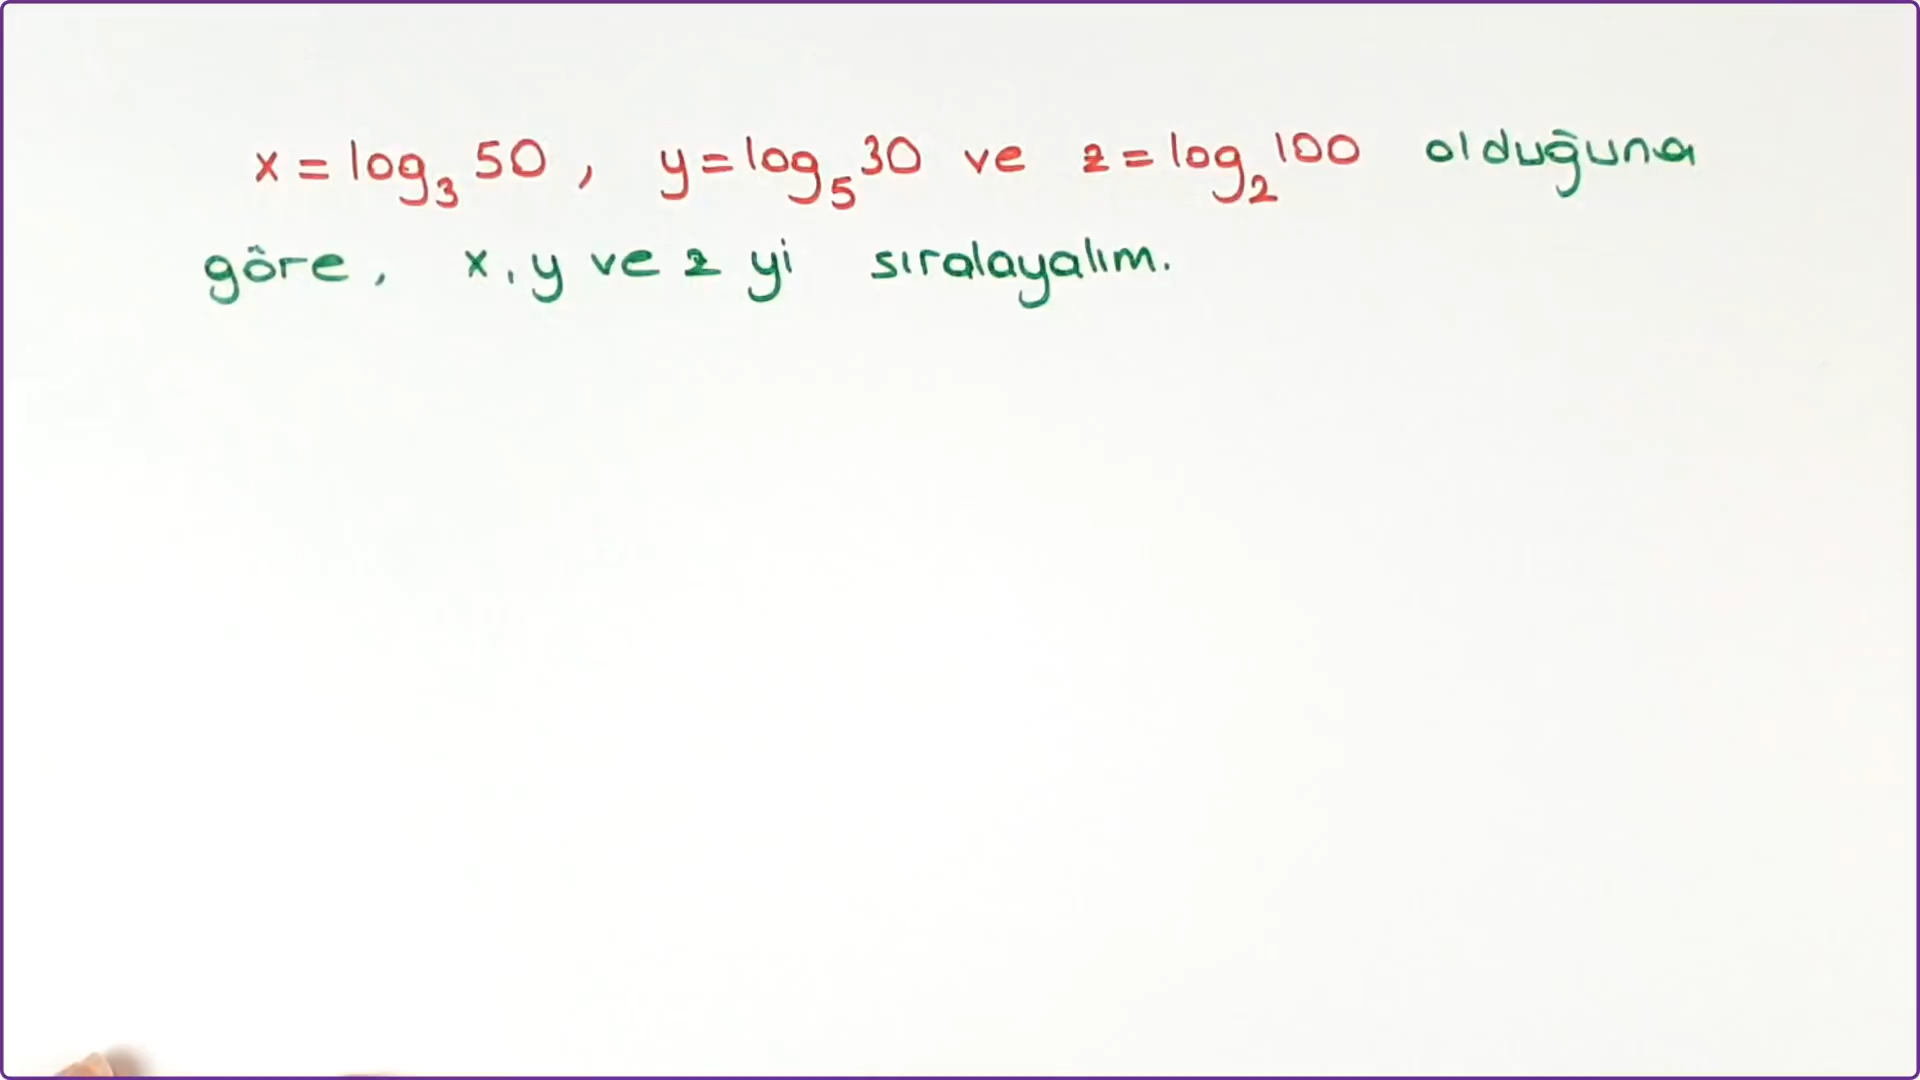 x = log₃ 50 , y = log₅ 30 ve z = log₂ 100 olduğuna
göre, x, y ve z yi sıralayalım.